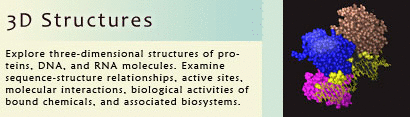 3D Structures
Explore three-dimensional structures of pro-
teins, DNA, and RNA molecules. Examine
sequence-structure relationships, active sites,
molecular interactions, biological activities of
bound chemicals, and associated biosystems.